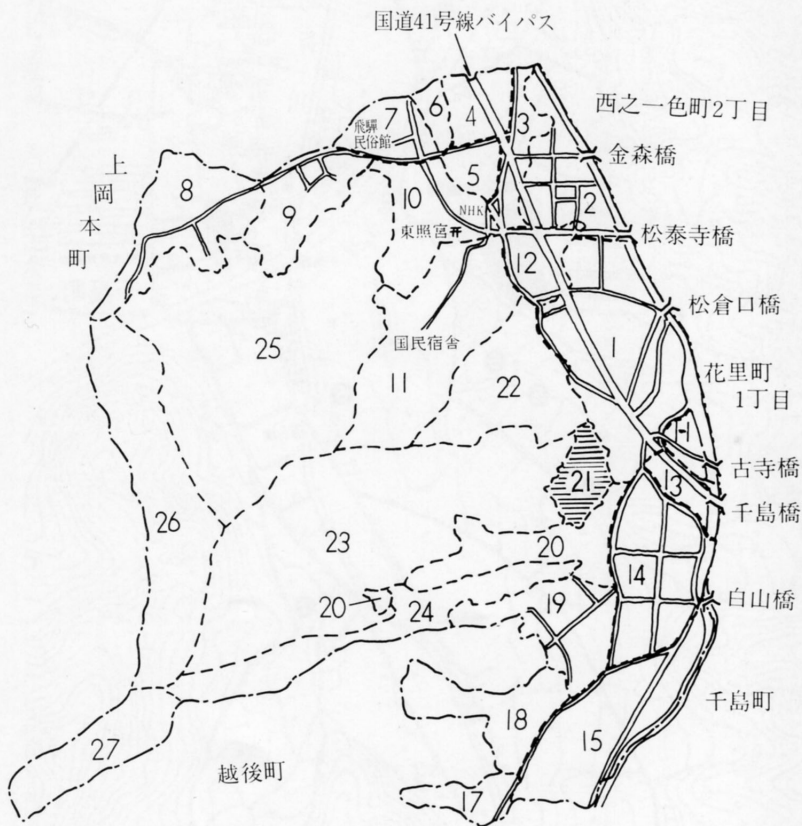 国道41号線バイパス
西之一色町2丁目
7
6
4
3
飛騨
民俗館
金森橋
上岡本町
8
5
9
10
NHK
2
東照宮
松泰寺橋
12
松倉口橋
国民宿舎
25
1
11
22
花里町
1丁目
1-1
古寺橋
21
13
千島橋
26
23
20
14
20
24
19
白山橋
千島町
18
15
27
越後町
17